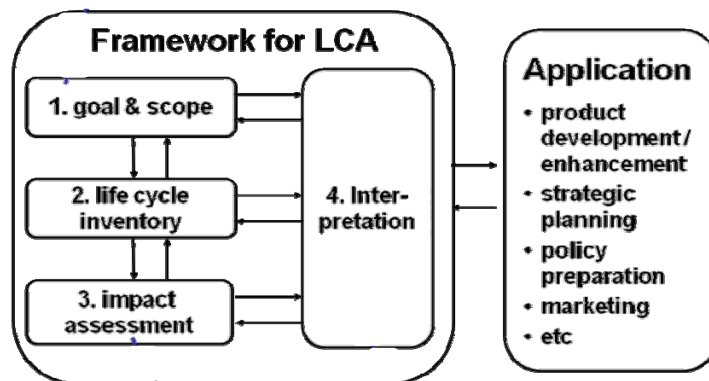 Framework for LCA
1. goal & scope
2. life cycle
inventory
3. impact
assessment
4. Inter-
pretation
Application
• product
development/
enhancement
• strategic
planning
• policy
preparation
• marketing
• etc